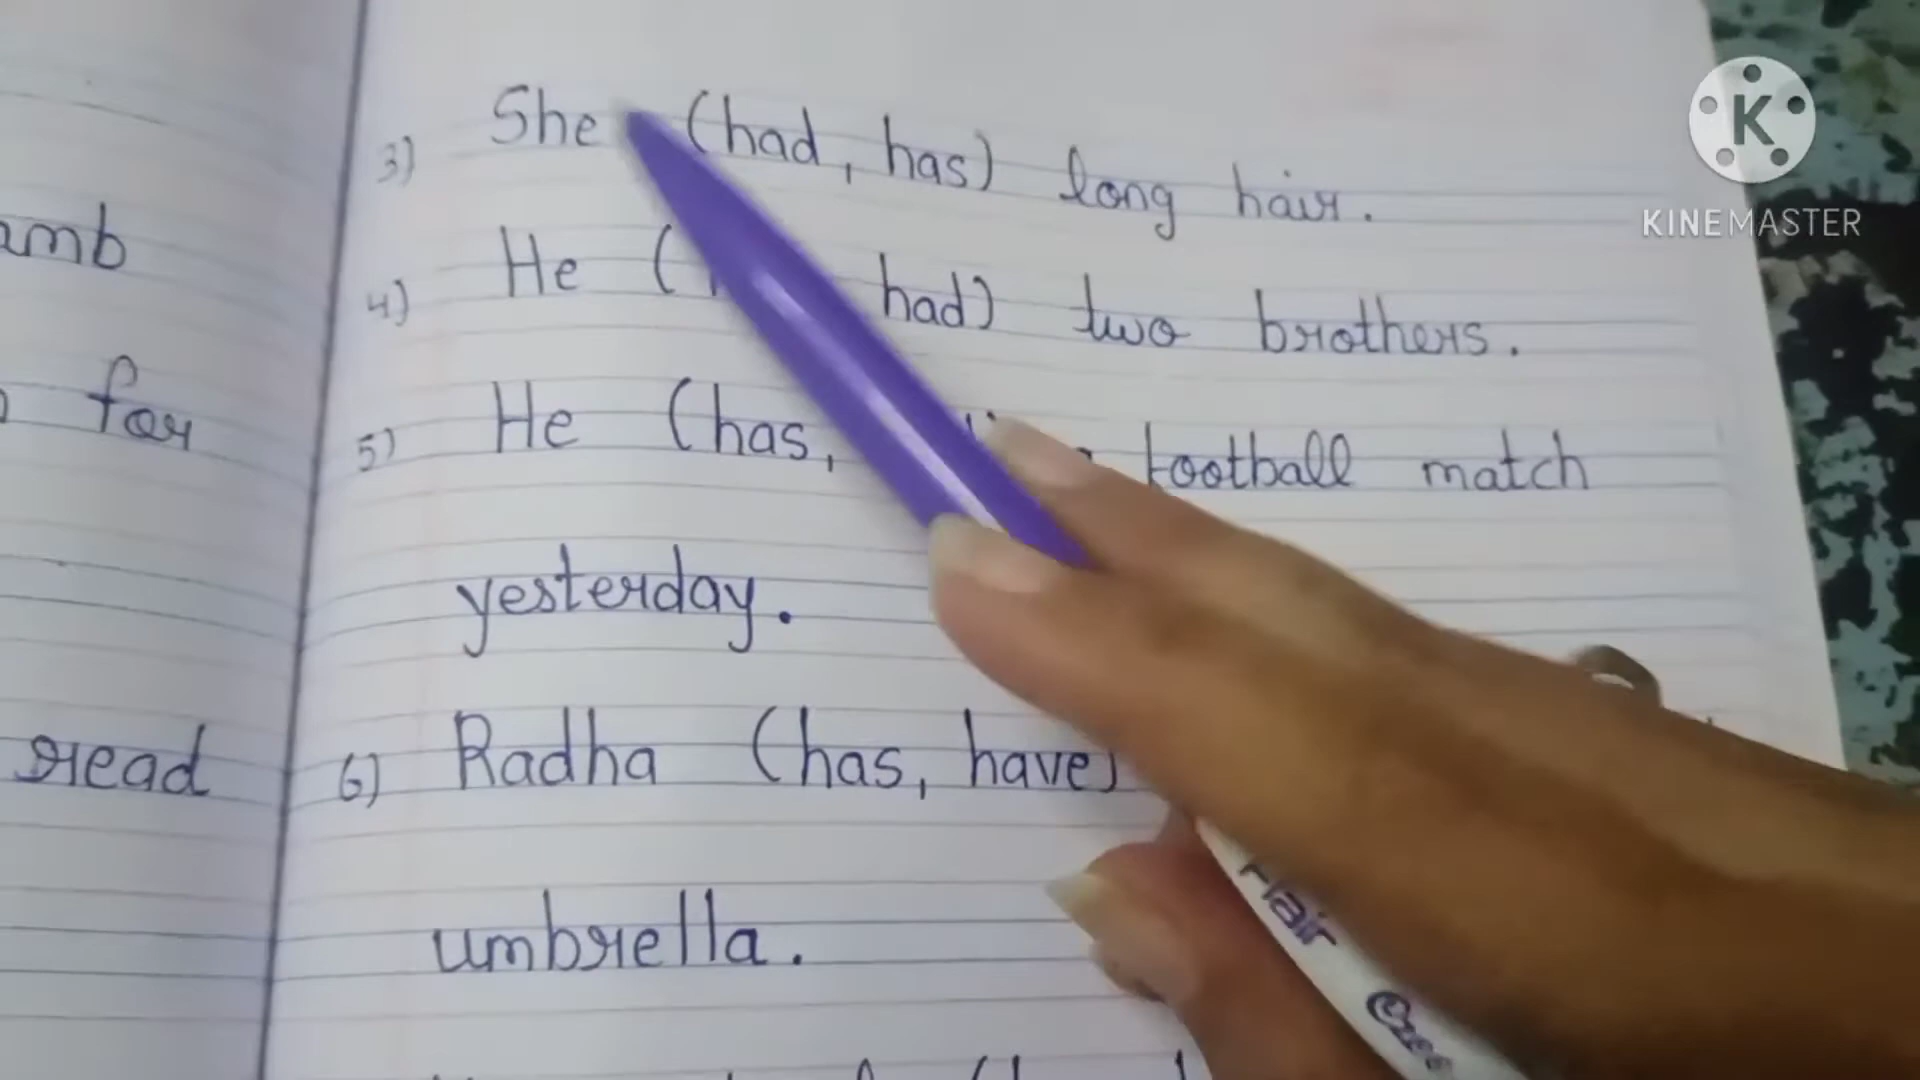 3) She (had, has) long hair.
amb
4) He ( had) two brothers.
for
5) He (has, football match
yesterday.
read
6) Radha (has, have)
umbrella.
Hair
K
KINEMASTER